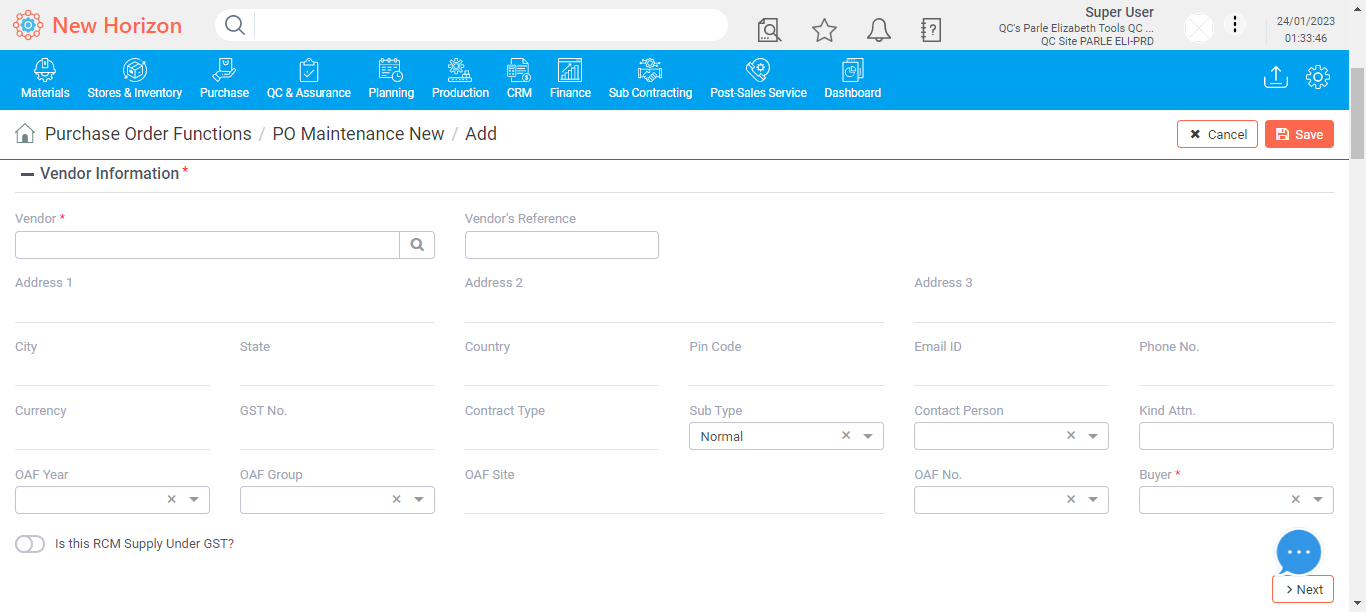 New Horizon
Super User
QC's Parle Elizabeth Tools QC ...
QC Site PARLE ELI-PRD
24/01/2023
01:33:46
Materials Stores & Inventory Purchase QC & Assurance Planning Production CRM Finance Sub Contracting Post-Sales Service Dashboard
Purchase Order Functions / PO Maintenance New / Add
Cancel Save
Vendor Information *
Vendor * Vendor's Reference
Address 1 Address 2 Address 3
City State Country Pin Code Email ID Phone No.
Currency GST No. Contract Type Sub Type Contact Person Kind Attn.
Normal
OAF Year OAF Group OAF Site OAF No. Buyer *
Is this RCM Supply Under GST?
Next